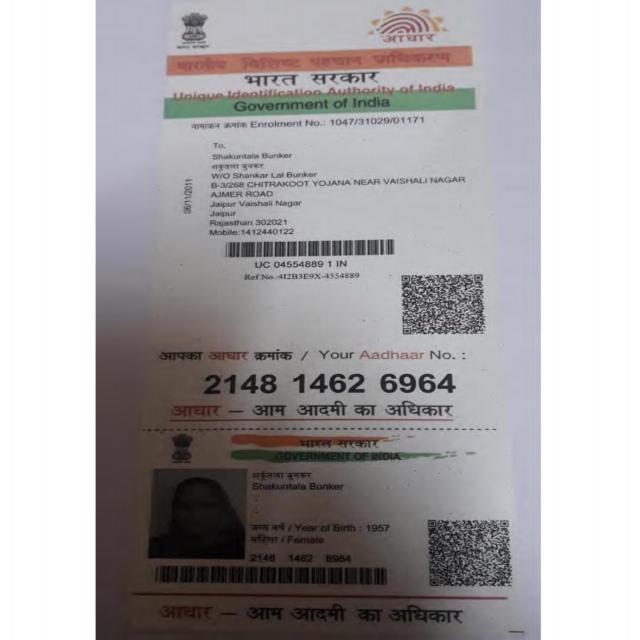 आधार
भारतीय विशिष्ट पहचान प्राधिकरण
भारत सरकार
Unique Identification Authority of India
Government of India
नामांकन क्रमांक Enrolment No.: 1047/31029/01171
To,
Shakuntala Bunker
शकुंतला बुनकर
W/O Shankar Lal Bunker
B-3/268 CHITRAKOOT YOJANA NEAR VAISHALI NAGAR
AJMER ROAD
Jaipur Vaishali Nagar
Jaipur
Rajasthan 302021
Mobile:1412440122
06/11/2011
UC 04554889 1 IN
Ref No.:4I2B3E9X-4554889
आपका आधार क्रमांक / Your Aadhaar No. :
2148 1462 6964
आधार – आम आदमी का अधिकार
भारत सरकार
GOVERNMENT OF INDIA
शकुंतला बुनकर
Shakuntala Bunker
जन्म वर्ष / Year of Birth : 1957
महिला / Female
2148 1462 6964
आधार – आम आदमी का अधिकार